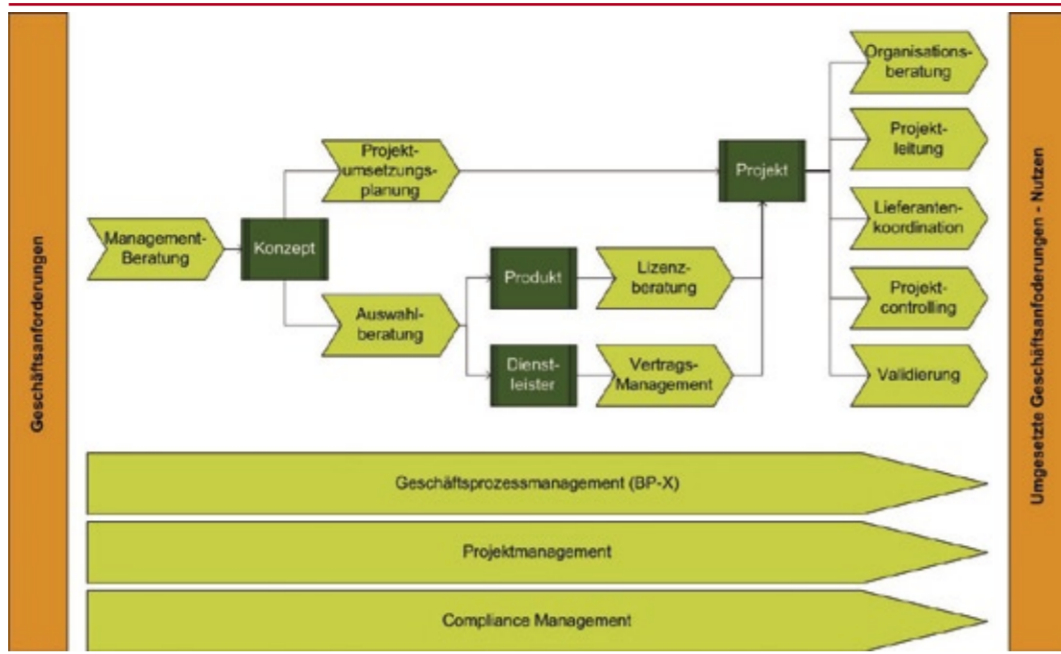 Geschäftsanforderungen
Management-
Beratung
Konzept
Projekt-
umsetzungs-
planung
Auswahl-
beratung
Produkt
Dienst-
leister
Lizenz-
beratung
Vertrags-
Management
Projekt
Organisations-
beratung
Projekt-
leitung
Lieferanten-
koordination
Projekt-
controlling
Validierung
Geschäftsprozessmanagement (BP-X)
Projektmanagement
Compliance Management
Umgesetzte Geschäftsanfoderungen - Nutzen